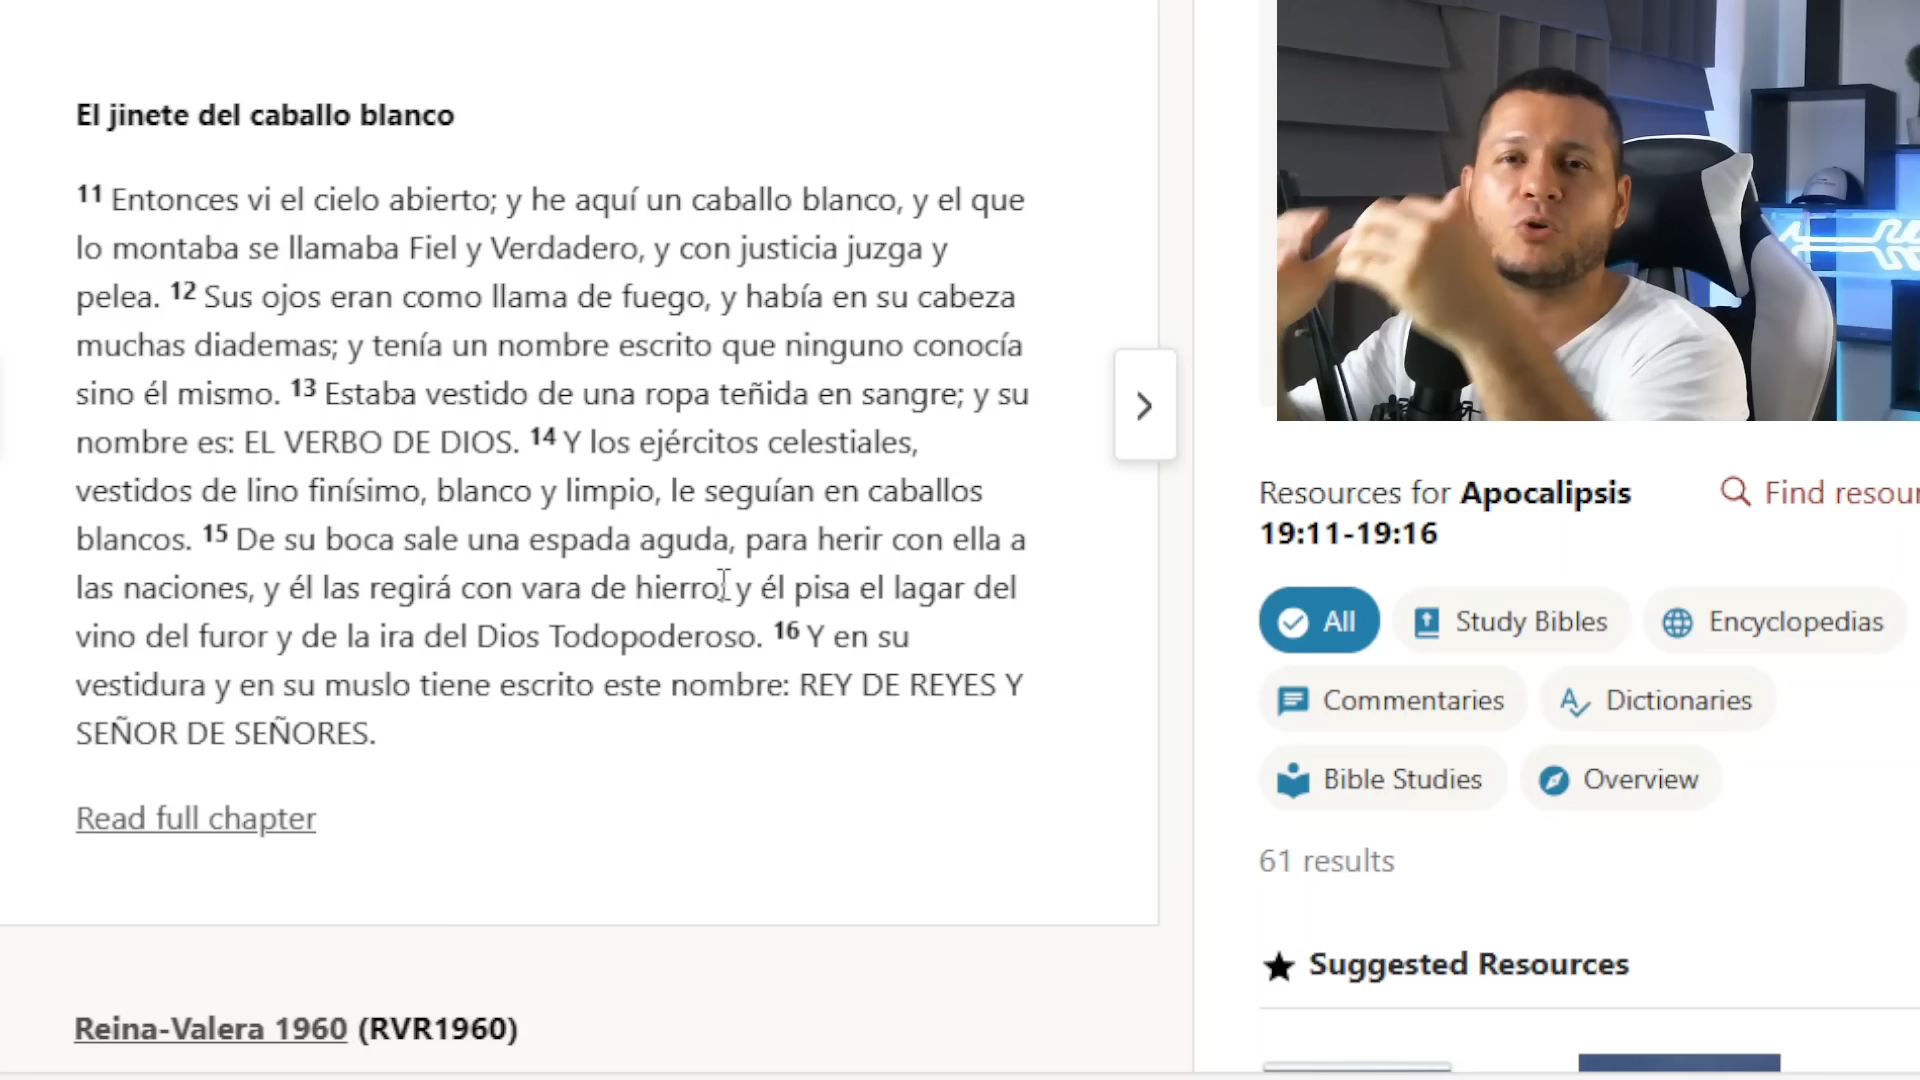 El jinete del caballo blanco
11 Entonces vi el cielo abierto; y he aquí un caballo blanco, y el que
lo montaba se llamaba Fiel y Verdadero, y con justicia juzga y
pelea. 12 Sus ojos eran como llama de fuego, y había en su cabeza
muchas diademas; y tenía un nombre escrito que ninguno conocía
sino él mismo. 13 Estaba vestido de una ropa teñida en sangre; y su
nombre es: EL VERBO DE DIOS. 14 Y los ejércitos celestiales,
vestidos de lino finísimo, blanco y limpio, le seguían en caballos
blancos. 15 De su boca sale una espada aguda, para herir con ella a
las naciones, y él las regirá con vara de hierro; y él pisa el lagar del
vino del furor y de la ira del Dios Todopoderoso. 16 Y en su
vestidura y en su muslo tiene escrito este nombre: REY DE REYES Y
SEÑOR DE SEÑORES.
Read full chapter
Reina-Valera 1960 (RVR1960)
Resources for Apocalipsis
19:11-19:16
Find resour
All
Study Bibles
Encyclopedias
Commentaries
Dictionaries
Bible Studies
Overview
61 results
Suggested Resources